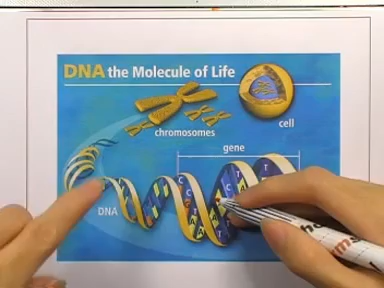 DNA the Molecule of Life
chromosomes
cell
gene
DNA